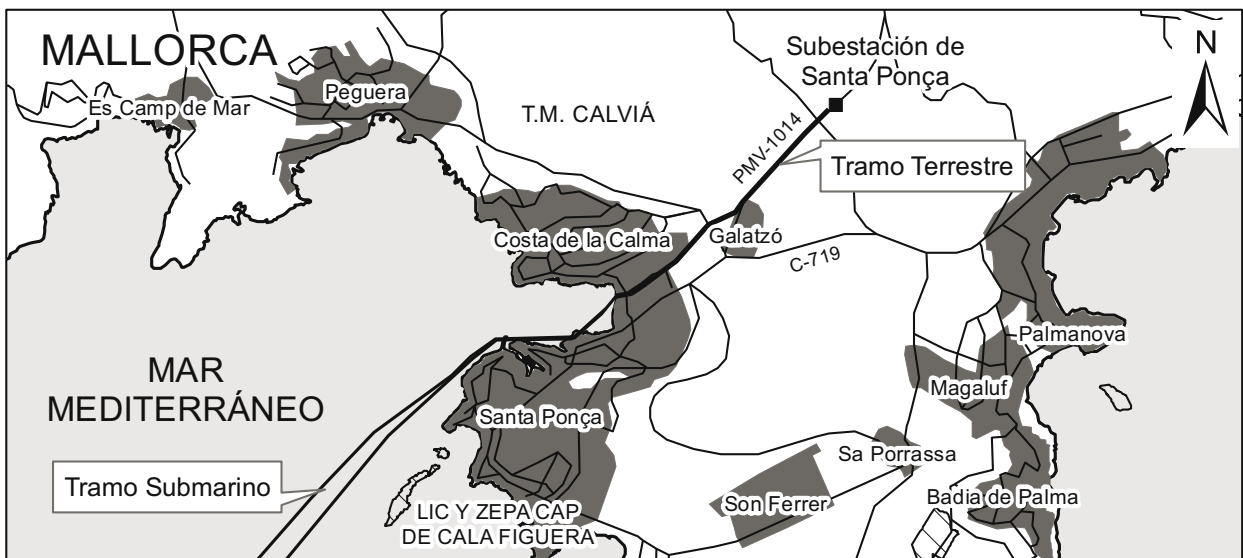 MALLORCA
Subestación de
Santa Ponça
N
Es Camp de Mar
Peguera
T.M. CALVIÁ
PMV-1014
Tramo Terrestre
Costa de la Calma
Galatzó
C-719
Palmanova
MAR
MEDITERRÁNEO
Magaluf
Santa Ponça
Sa Porrassa
Tramo Submarino
Son Ferrer
Badia de Palma
LIC Y ZEPA CAP
DE CALA FIGUERA